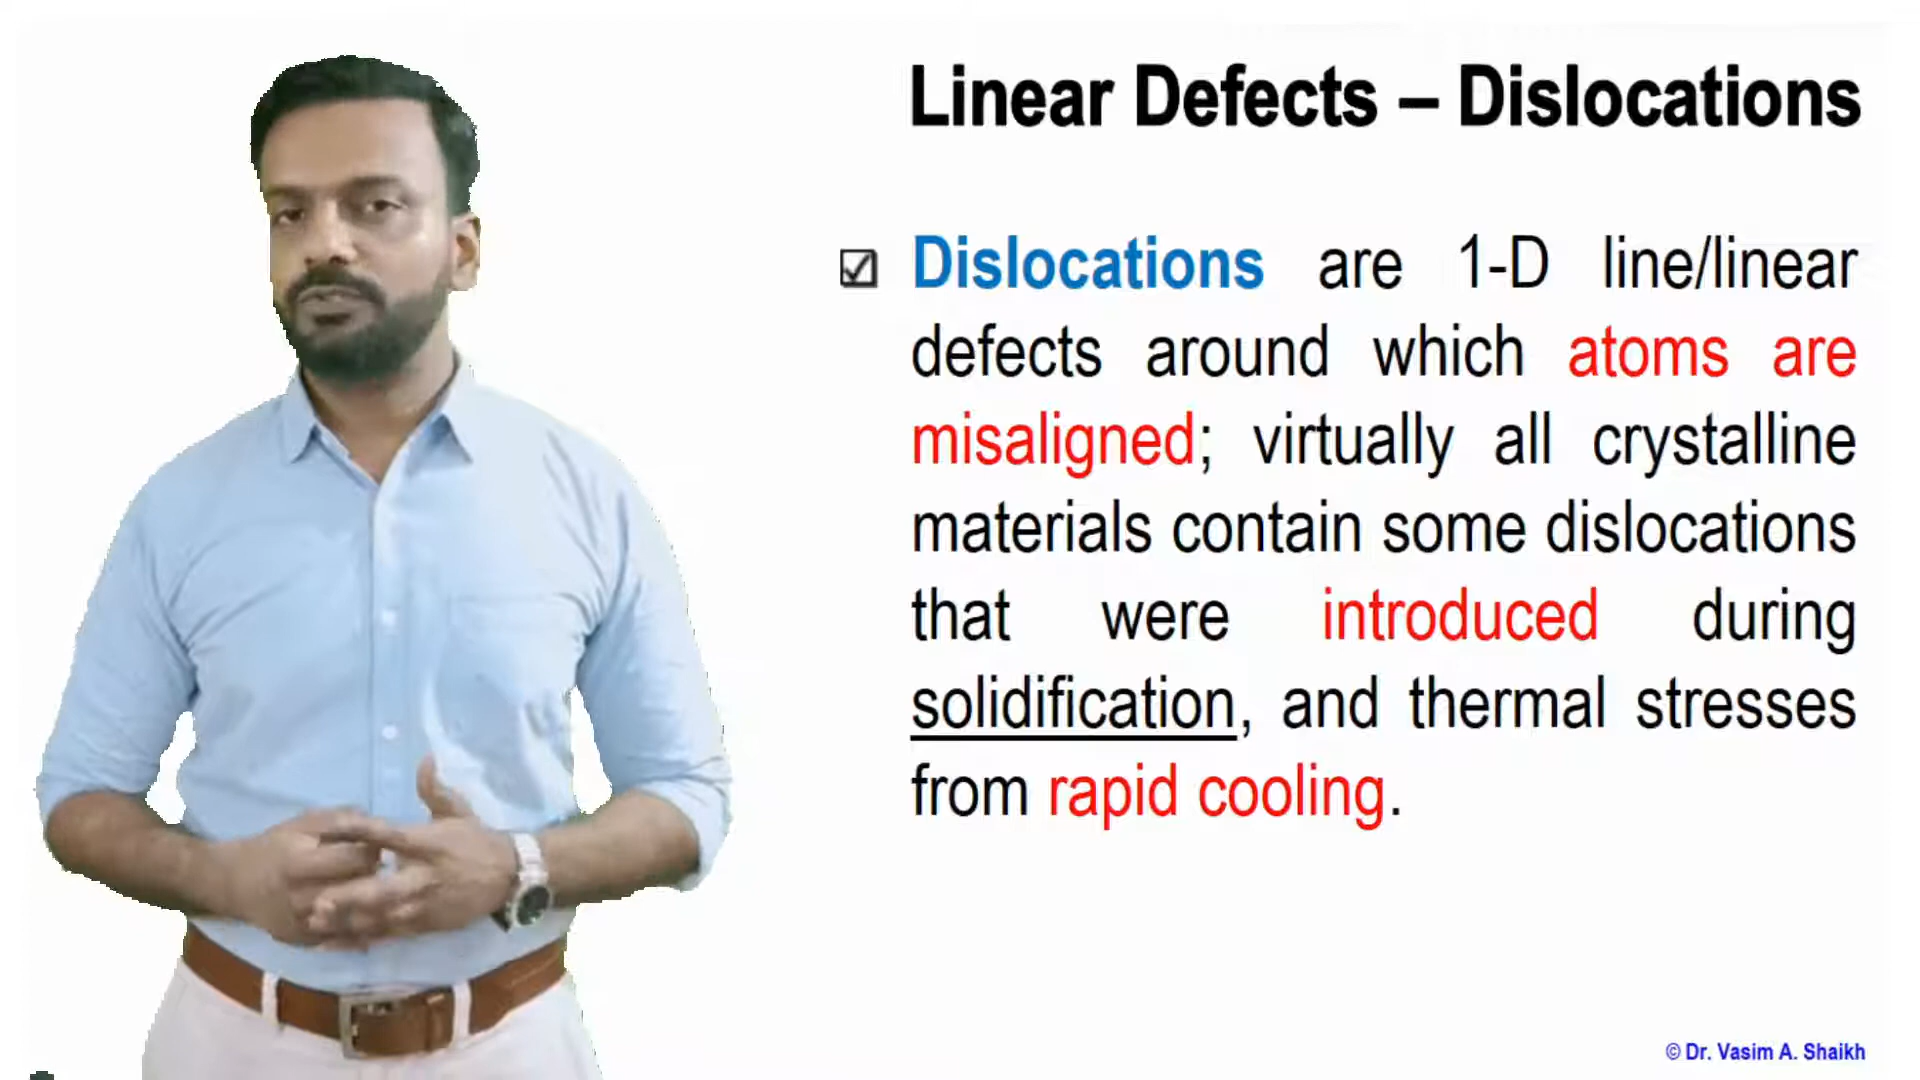 Linear Defects – Dislocations
Dislocations are 1-D line/linear
defects around which atoms are
misaligned; virtually all crystalline
materials contain some dislocations
that were introduced during
solidification, and thermal stresses
from rapid cooling.
© Dr. Vasim A. Shaikh